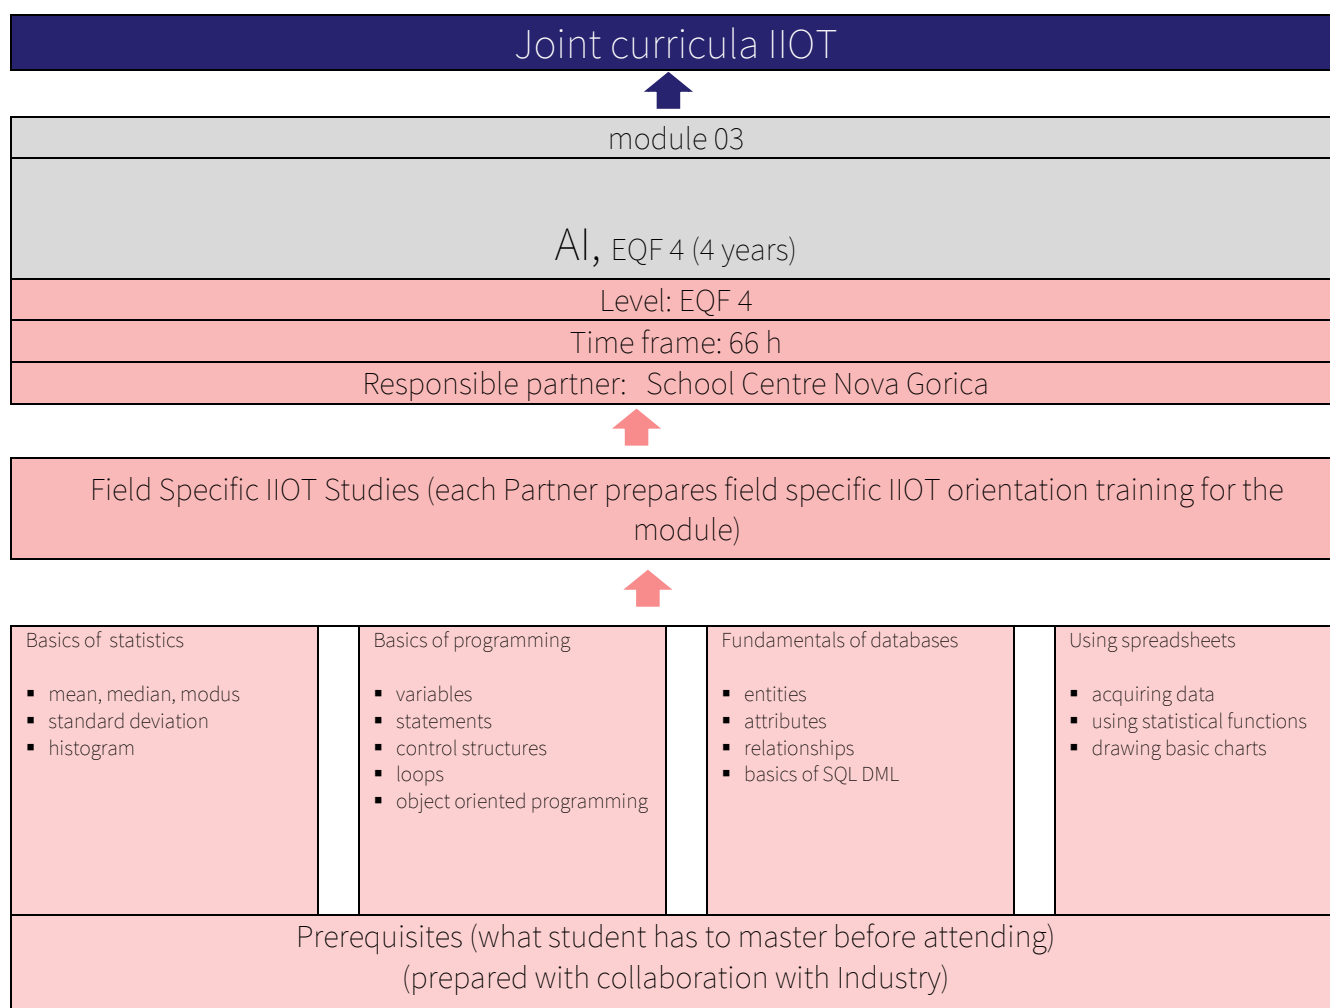 Joint curricula IIOT
module 03
AI, EQF 4 (4 years)
Level: EQF 4
Time frame: 66 h
Responsible partner: School Centre Nova Gorica
Field Specific IIOT Studies (each Partner prepares field specific IIOT orientation training for the
module)
Basics of statistics
▪ mean, median, modus
▪ standard deviation
▪ histogram
Basics of programming
▪ variables
▪ statements
▪ control structures
▪ loops
▪ object oriented programming
Fundamentals of databases
▪ entities
▪ attributes
▪ relationships
▪ basics of SQL DML
Using spreadsheets
▪ acquiring data
▪ using statistical functions
▪ drawing basic charts
Prerequisites (what student has to master before attending)
(prepared with collaboration with Industry)